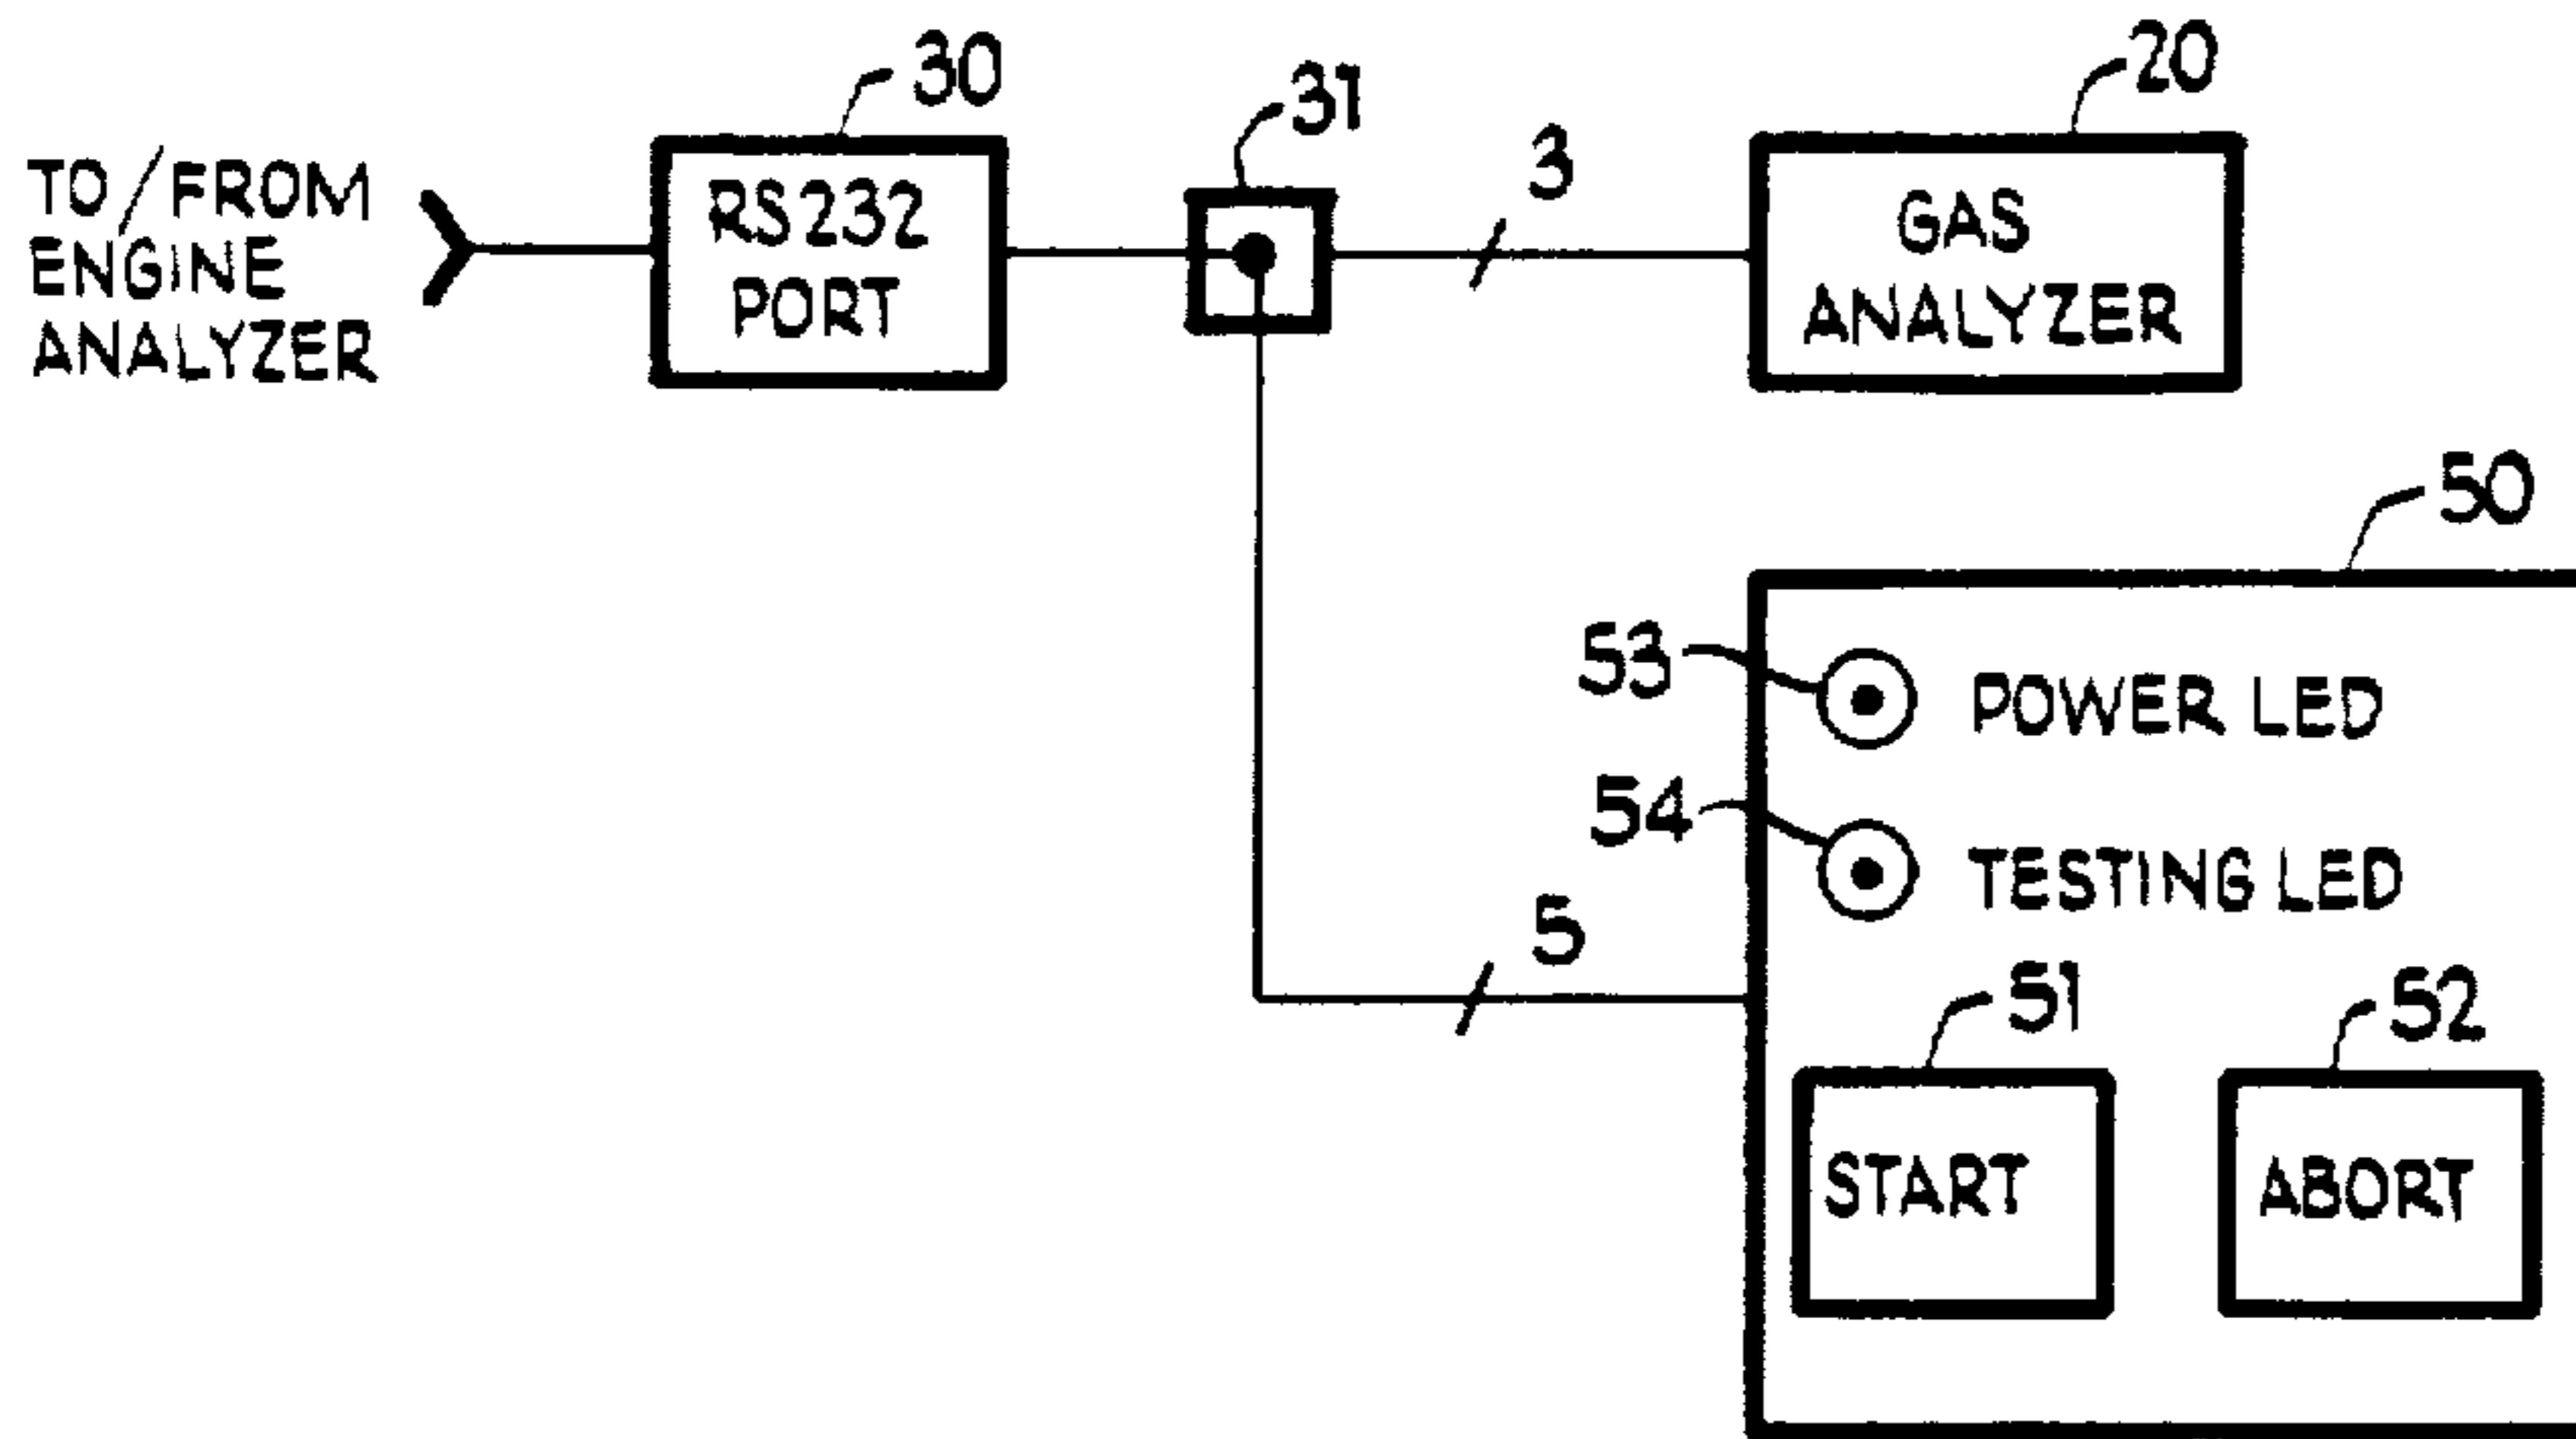 30
31
20
3
TO/FROM
ENGINE
ANALYZER
RS232
PORT
GAS
ANALYZER
50
53
POWER LED
54
TESTING LED
5
51
52
START
ABORT